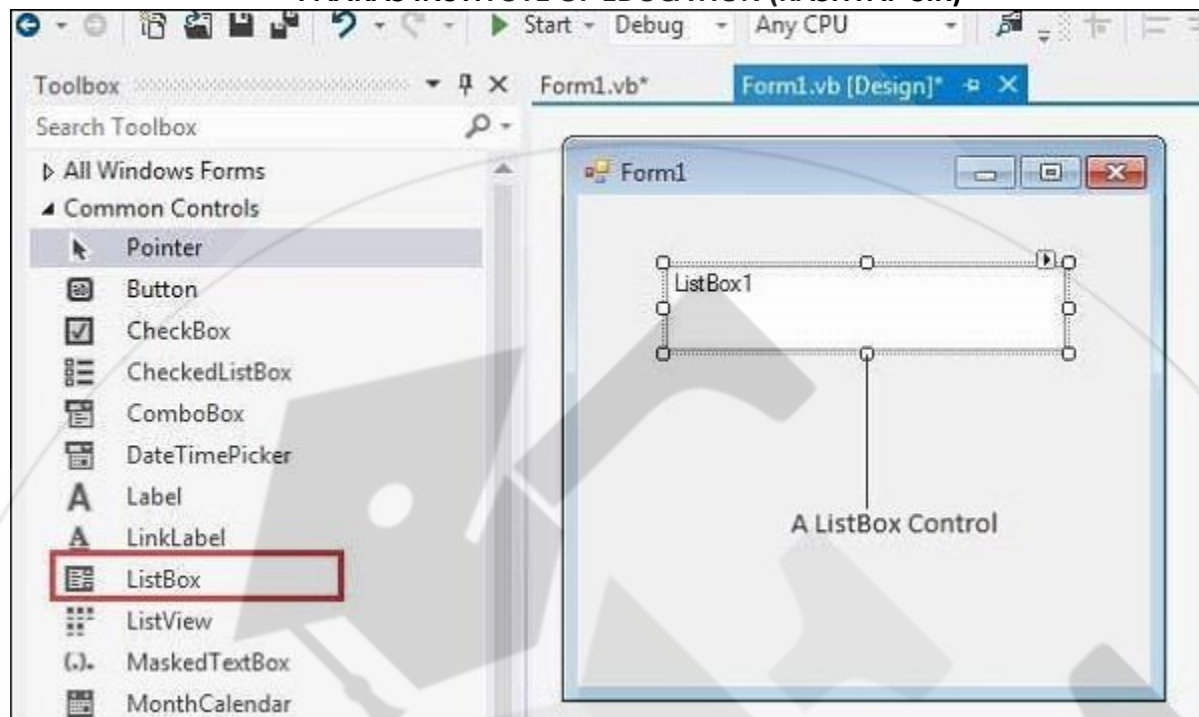 Start Debug Any CPU
Toolbox
Form1.vb* Form1.vb [Design]*
Search Toolbox
All Windows Forms
Form1
Common Controls
Pointer
Button
ListBox1
CheckBox
CheckedListBox
ComboBox
DateTimePicker
Label
A ListBox Control
LinkLabel
ListBox
ListView
MaskedTextBox
MonthCalendar